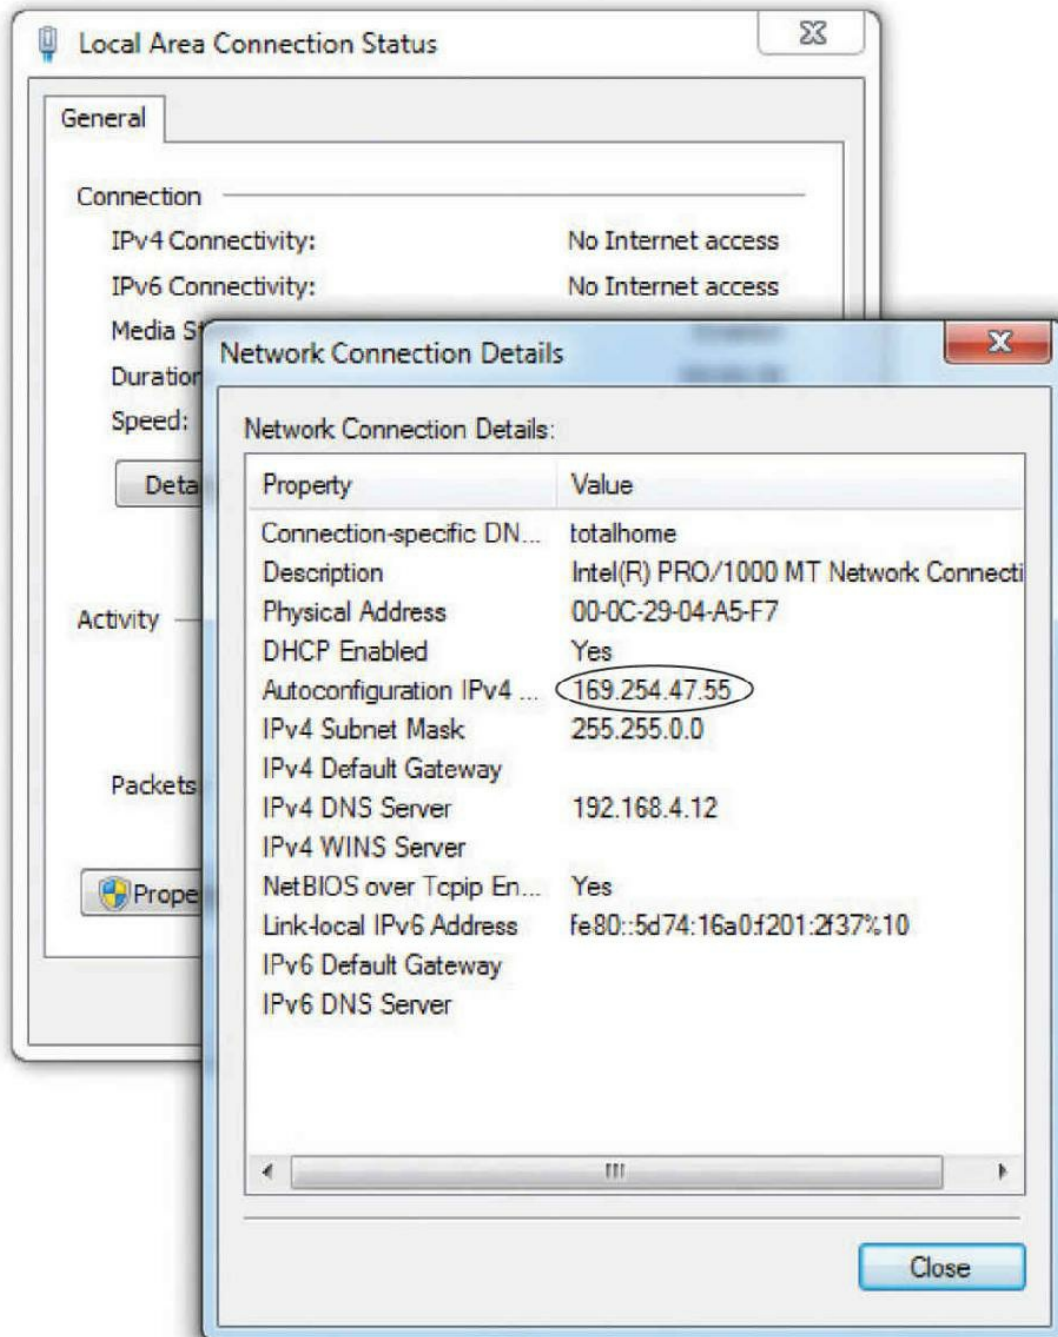 Local Area Connection Status
General
Connection
IPv4 Connectivity: No Internet access
IPv6 Connectivity: No Internet access
Media
Duration
Speed:
Activity
Packets
Network Connection Details
Network Connection Details:
Property Value
Connection-specific DN... totalhome
Description Intel(R) PRO/1000 MT Network Connecti
Physical Address 00-0C-29-04-A5-F7
DHCP Enabled Yes
Autoconfiguration IPv4 ... 169.254.47.55
IPv4 Subnet Mask 255.255.0.0
IPv4 Default Gateway
IPv4 DNS Server 192.168.4.12
IPv4 WINS Server
NetBIOS over Tcpip En... Yes
Link-local IPv6 Address fe80::5d74:16a0:f201:2f37%10
IPv6 Default Gateway
IPv6 DNS Server
Close